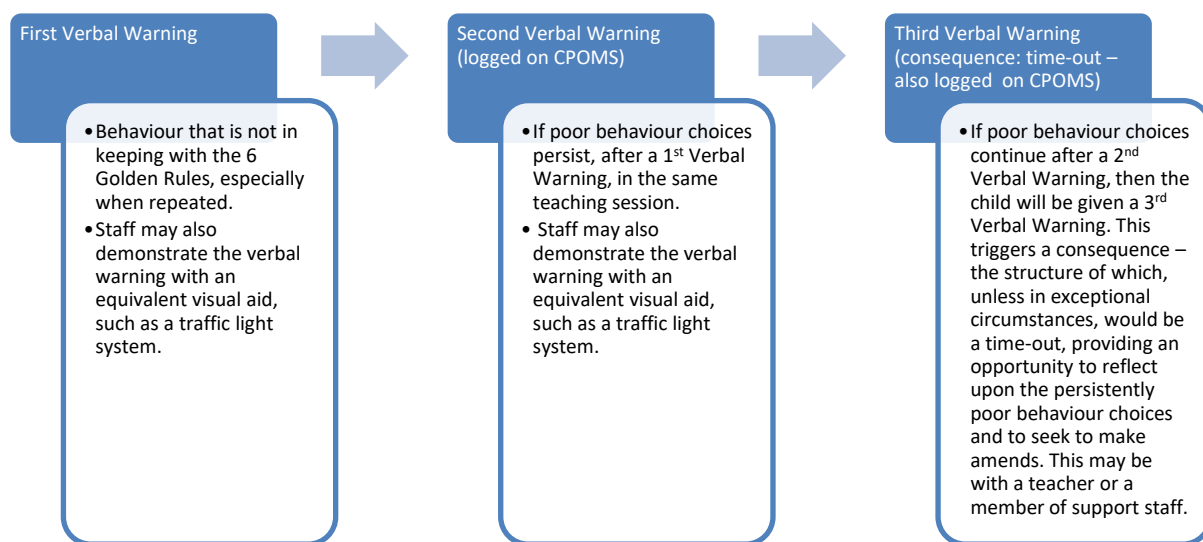 First Verbal Warning
•Behaviour that is not in
keeping with the 6
Golden Rules, especially
when repeated.
•Staff may also
demonstrate the verbal
warning with an
equivalent visual aid,
such as a traffic light
system.
Second Verbal Warning
(logged on CPOMS)
•If poor behaviour choices
persist, after a 1st Verbal
Warning, in the same
teaching session.
• Staff may also
demonstrate the verbal
warning with an
equivalent visual aid,
such as a traffic light
system.
Third Verbal Warning
(consequence: time-out –
also logged on CPOMS)
•If poor behaviour choices
continue after a 2nd
Verbal Warning, then the
child will be given a 3rd
Verbal Warning. This
triggers a consequence –
the structure of which,
unless in exceptional
circumstances, would be
a time-out, providing an
opportunity to reflect
upon the persistently
poor behaviour choices
and to seek to make
amends. This may be
with a teacher or a
member of support staff.